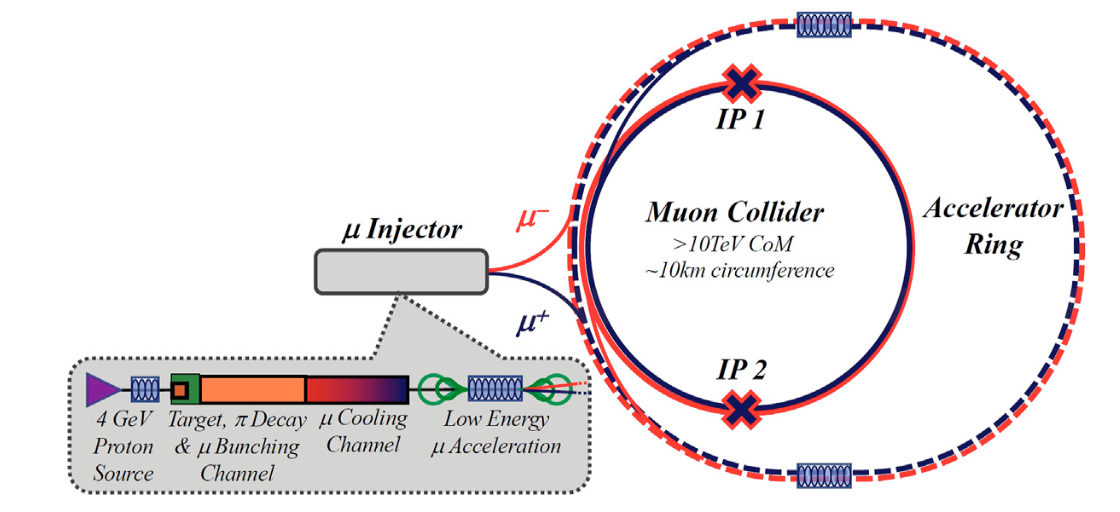 IP 1
Muon Collider
>10TeV CoM
~10km circumference
Accelerator
Ring
μ Injector
μ⁻
μ⁺
IP 2
4 GeV
Proton
Source
Target, π Decay
& μ Bunching
Channel
μ Cooling
Channel
Low Energy
μ Acceleration